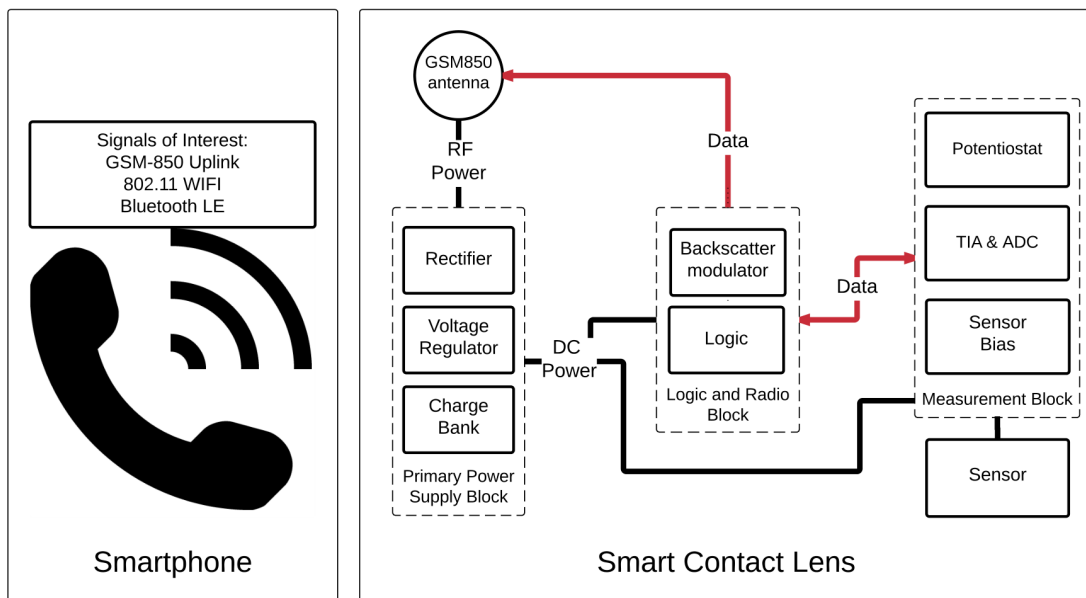 Signals of Interest:
GSM-850 Uplink
802.11 WIFI
Bluetooth LE
Smartphone
GSM850
antenna
RF
Power
Rectifier
Voltage
Regulator
Charge
Bank
Primary Power
Supply Block
DC
Power
Data
Backscatter
modulator
Logic
Logic and Radio
Block
Data
Potentiostat
TIA & ADC
Sensor
Bias
Measurement Block
Sensor
Smart Contact Lens